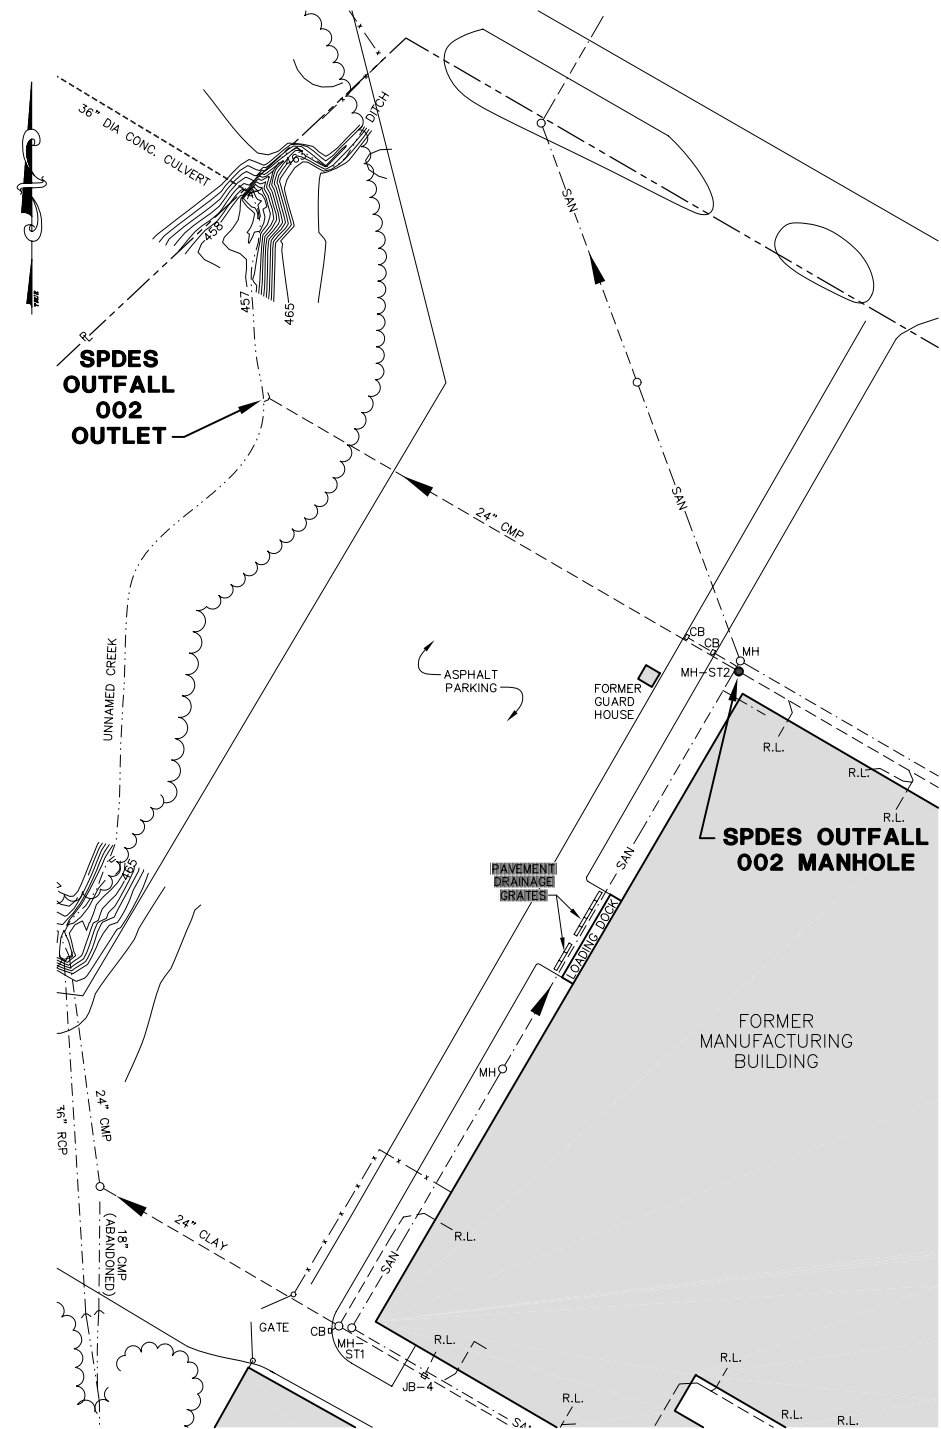 DITCH
36" DIA CONC. CULVERT
SAN
458
457
465
PL
SPDES
OUTFALL
002
OUTLET
24" CMP
SAN
UNNAMED CREEK
CB
CB
MH
MH-ST2
ASPHALT
PARKING
FORMER
GUARD
HOUSE
R.L.
R.L.
R.L.
SPDES OUTFALL
002 MANHOLE
SAN
465
PAVEMENT
DRAINAGE
GRATES
LOADING DOCK
FORMER
MANUFACTURING
BUILDING
MH
24" CMP
36" RCP
24" CLAY
18" CMP
(ABANDONED)
R.L.
SAN
GATE
CB
MH-
ST1
R.L.
JB-4
R.L.
R.L.
R.L.
R.L.
SAN